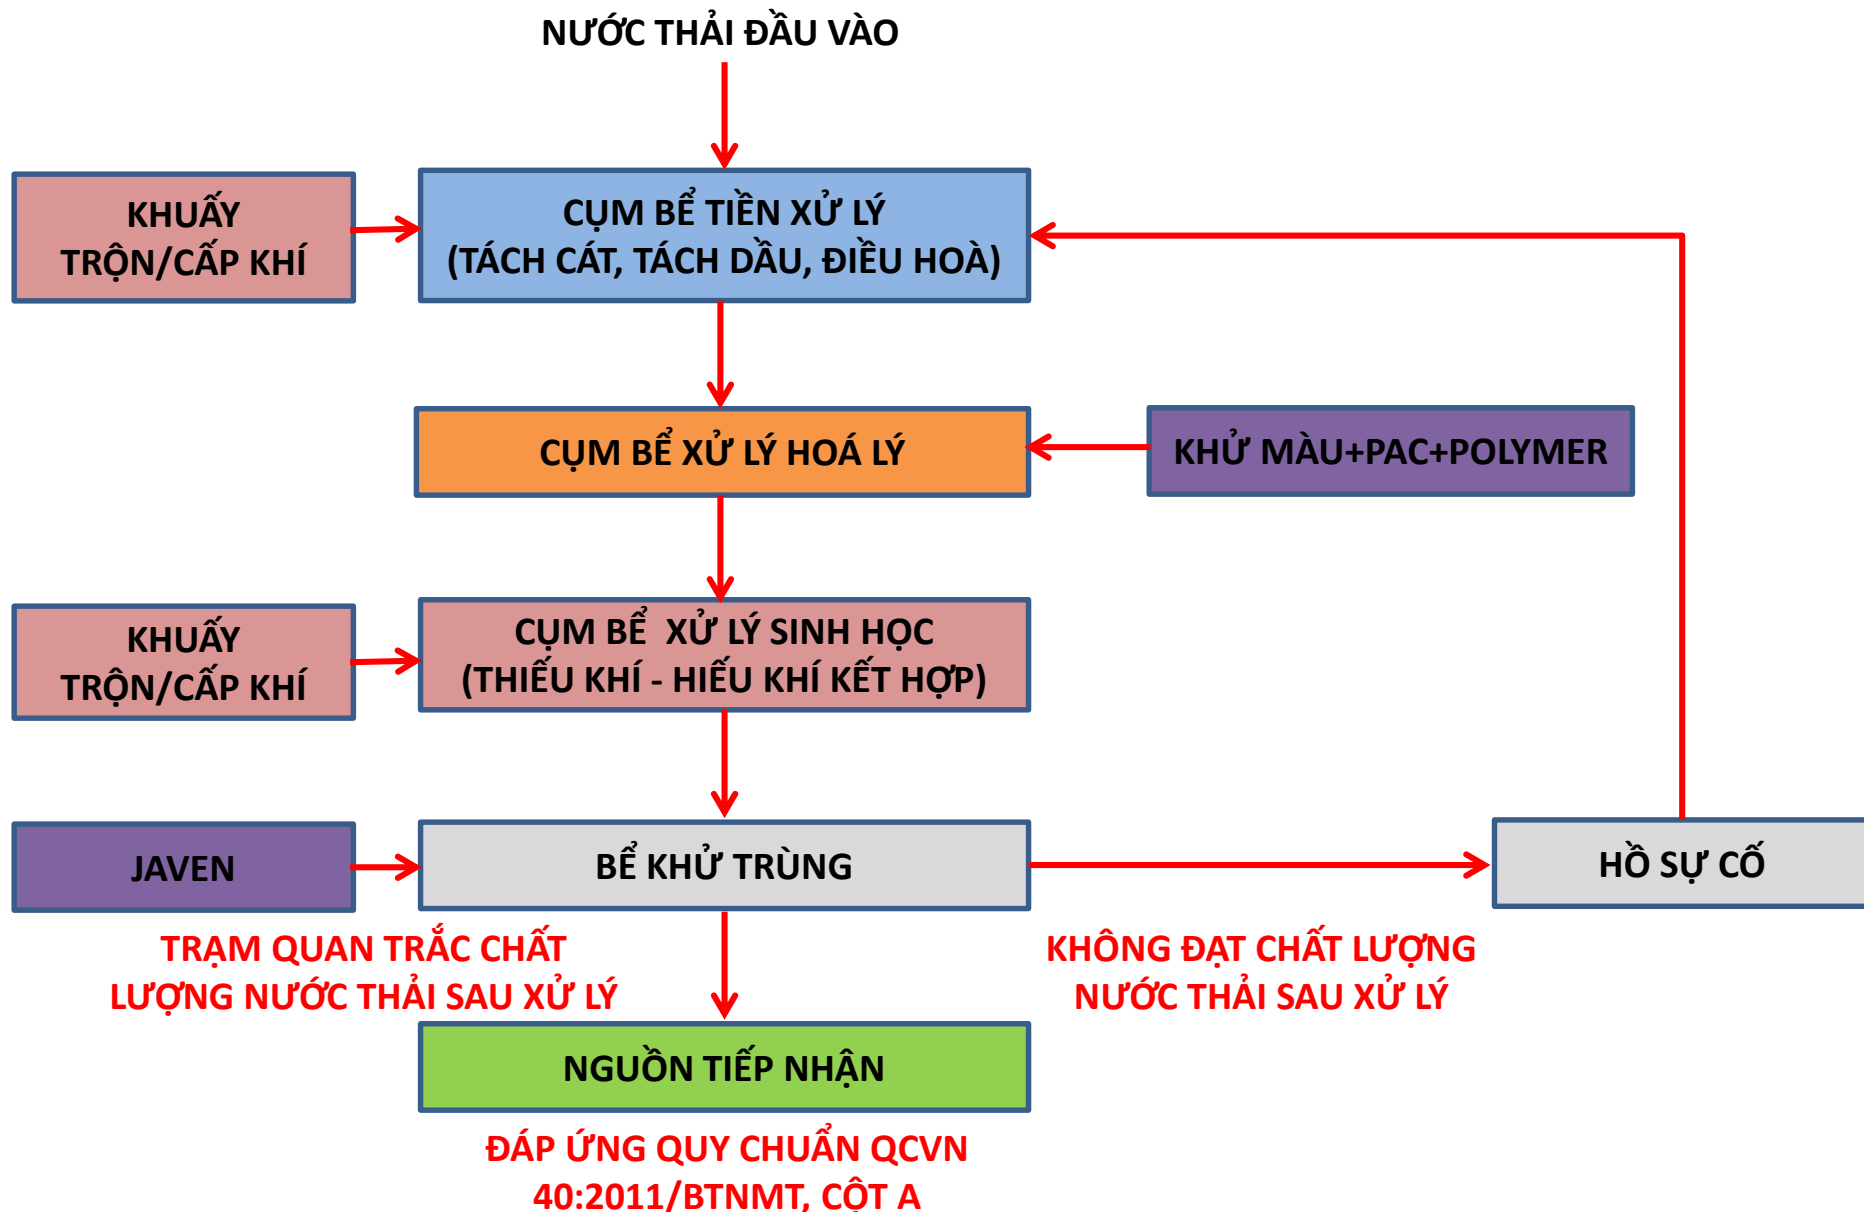 NƯỚC THẢI ĐẦU VÀO
KHUẤY
TRỘN/CẤP KHÍ
CỤM BỂ TIỀN XỬ LÝ
(TÁCH CÁT, TÁCH DẦU, ĐIỀU HOÀ)
CỤM BỂ XỬ LÝ HOÁ LÝ
KHỬ MÀU+PAC+POLYMER
KHUẤY
TRỘN/CẤP KHÍ
CỤM BỂ XỬ LÝ SINH HỌC
(THIẾU KHÍ - HIẾU KHÍ KẾT HỢP)
JAVEN
BỂ KHỬ TRÙNG
HỒ SỰ CỐ
TRẠM QUAN TRẮC CHẤT
LƯỢNG NƯỚC THẢI SAU XỬ LÝ
KHÔNG ĐẠT CHẤT LƯỢNG
NƯỚC THẢI SAU XỬ LÝ
NGUỒN TIẾP NHẬN
ĐÁP ỨNG QUY CHUẨN QCVN
40:2011/BTNMT, CỘT A